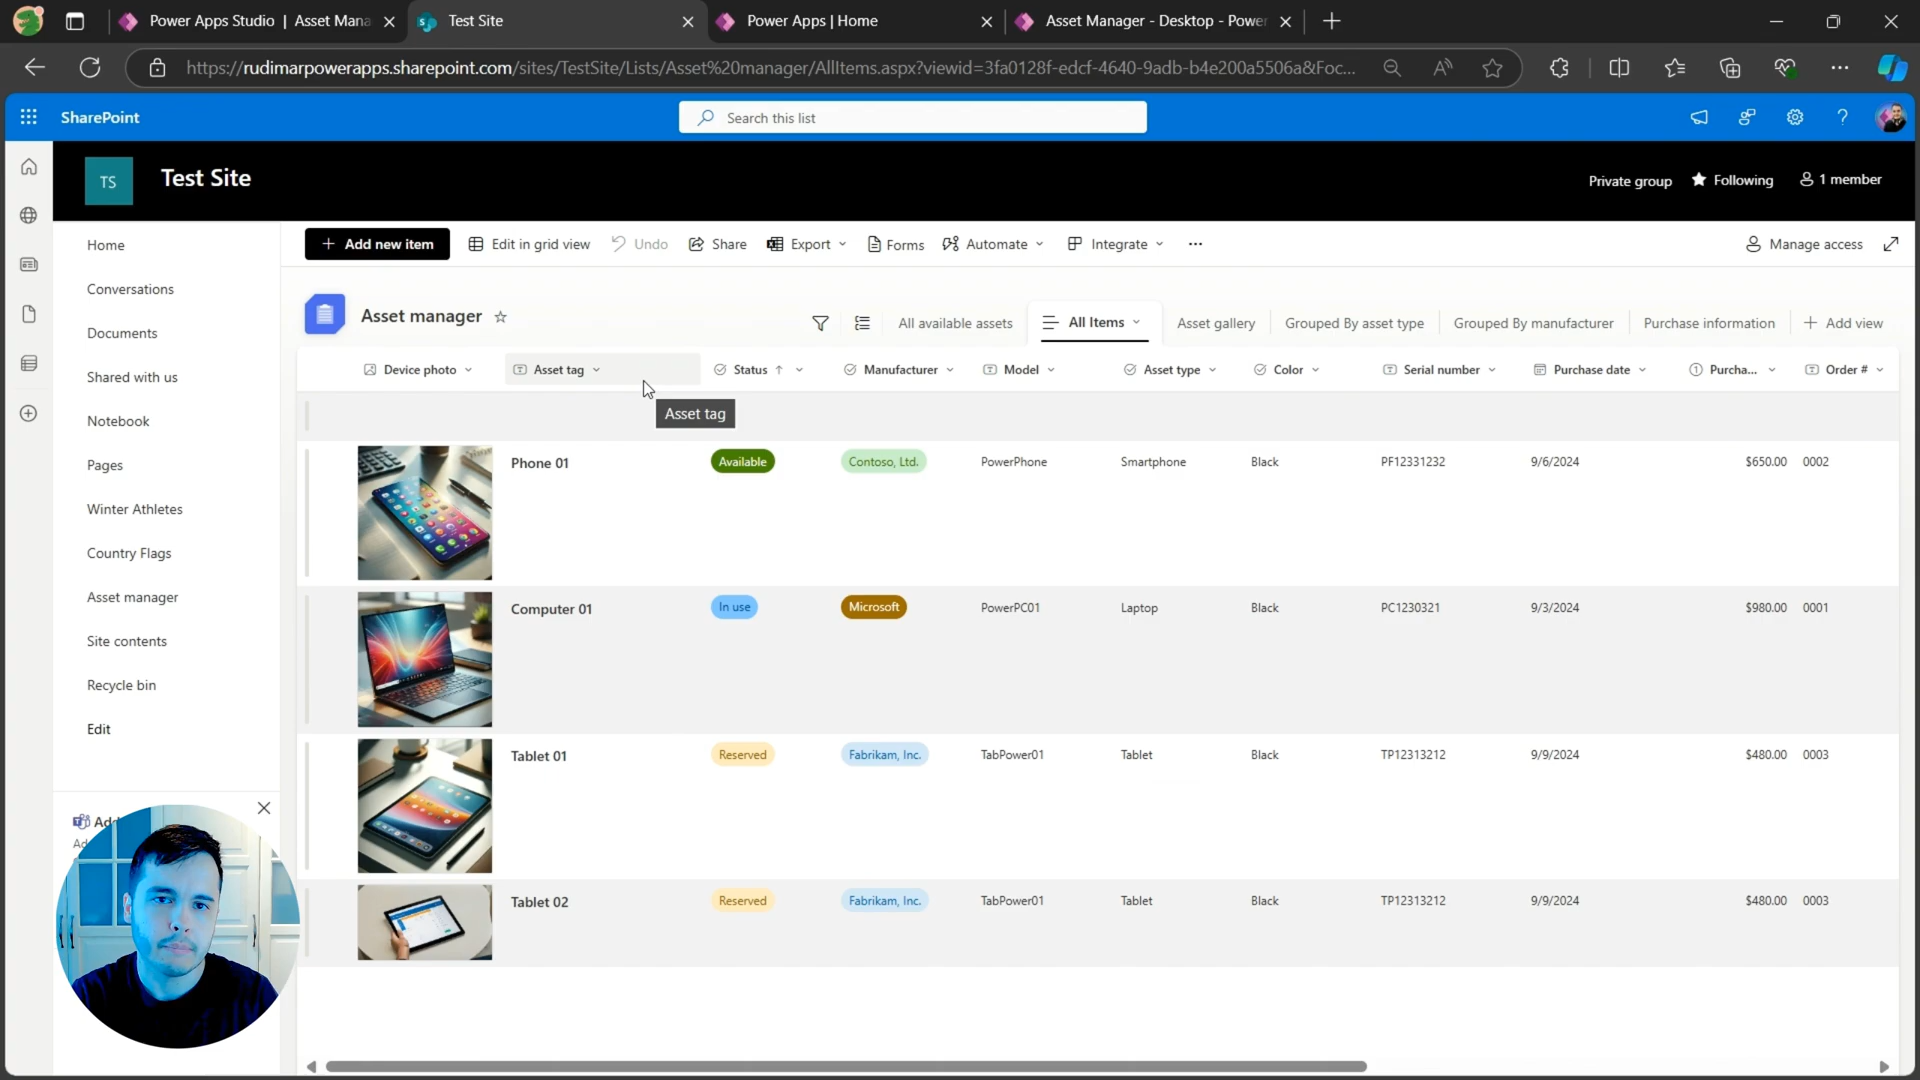 Power Apps Studio | Asset Mana
Test Site
Power Apps | Home
Asset Manager - Desktop - Power
https://rudimarpowerapps.sharepoint.com/sites/TestSite/Lists/Asset%20manager/AllItems.aspx?viewid=3fa0128f-edcf-4640-9adb-b4e200a5506a&Foc...
SharePoint
Search this list
TS
Test Site
Private group
Following
1 member
Home
Conversations
Documents
Shared with us
Notebook
Pages
Winter Athletes
Country Flags
Asset manager
Site contents
Recycle bin
Edit
Add new item
Edit in grid view
Undo
Share
Export
Forms
Automate
Integrate
Manage access
Asset manager
All available assets
All Items
Asset gallery
Grouped By asset type
Grouped By manufacturer
Purchase information
Add view
Device photo
Asset tag
Status
Manufacturer
Model
Asset type
Color
Serial number
Purchase date
Purcha...
Order #
Asset tag
Phone 01 Available Contoso, Ltd. PowerPhone Smartphone Black PF12331232 9/6/2024 $650.00 0002
Computer 01 In use Microsoft PowerPC01 Laptop Black PC1230321 9/3/2024 $980.00 0001
Tablet 01 Reserved Fabrikam, Inc. TabPower01 Tablet Black TP12313212 9/9/2024 $480.00 0003
Tablet 02 Reserved Fabrikam, Inc. TabPower01 Tablet Black TP12313212 9/9/2024 $480.00 0003